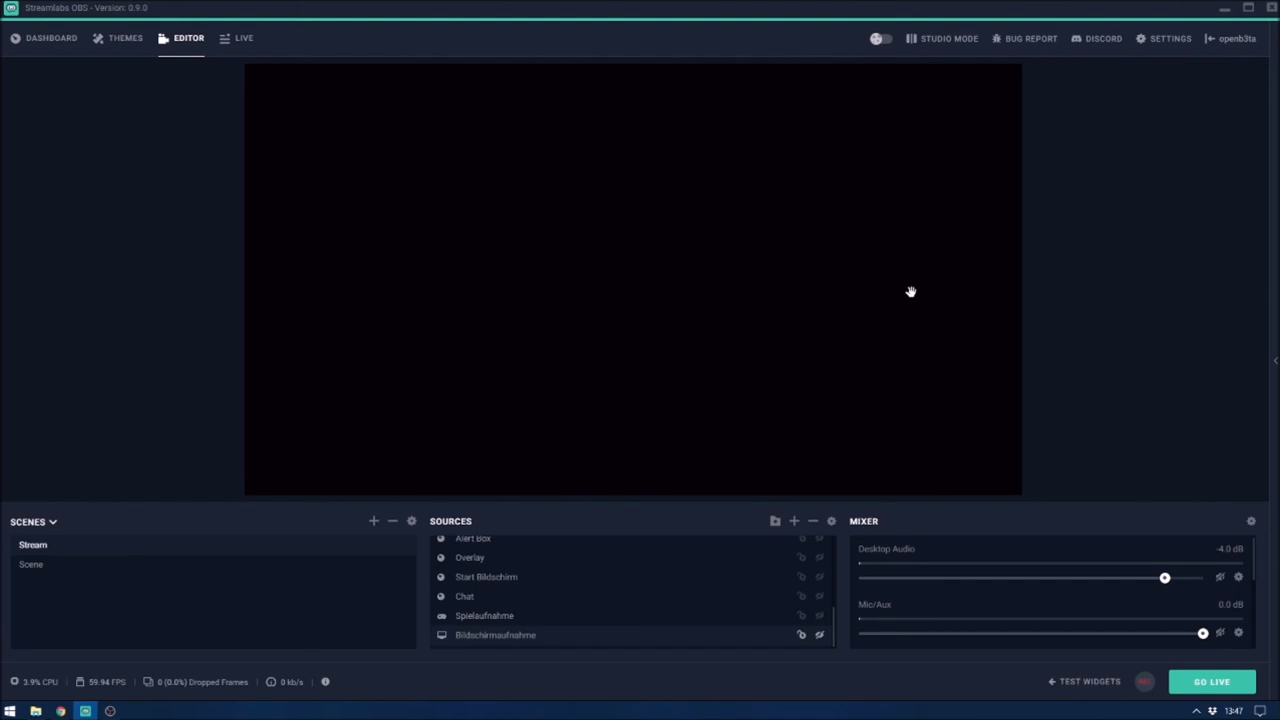 Streamlabs OBS - Version: 0.9.0
DASHBOARD THEMES EDITOR LIVE STUDIO MODE BUG REPORT DISCORD SETTINGS openb3ta
SCENES
Stream
Scene
SOURCES
Alert Box
Overlay
Start Bildschirm
Chat
Spielaufnahme
Bildschirmaufnahme
MIXER
Desktop Audio -4.0 dB
Mic/Aux 0.0 dB
3.9% CPU 59.94 FPS 0 (0.0%) Dropped Frames 0 kb/s TEST WIDGETS REC GO LIVE
13:47